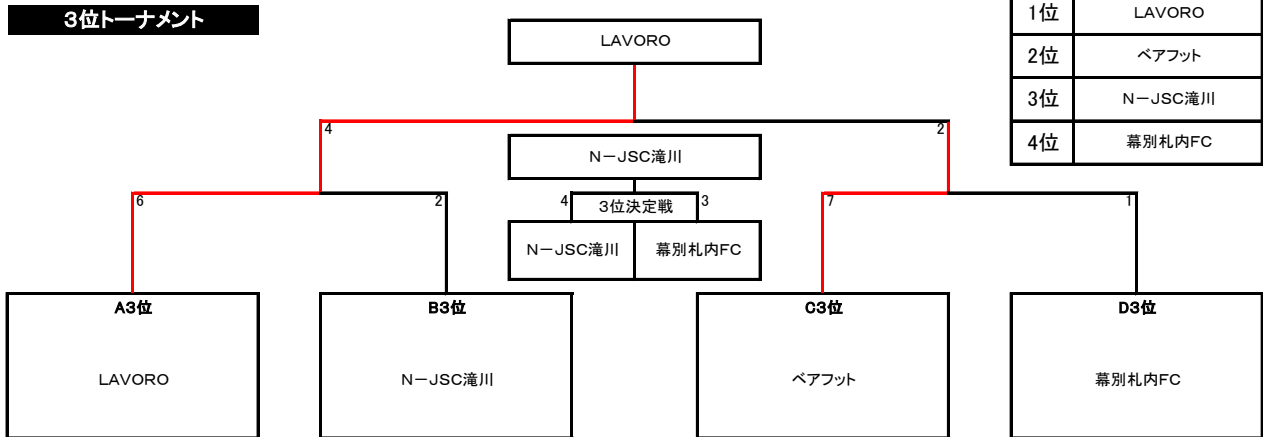 3位トーナメント
1位 LAVORO
2位 ベアフット
3位 N－JSC滝川
4位 幕別札内FC
LAVORO
4 2
N－JSC滝川
6 2 4 3位決定戦 3 7 1
N－JSC滝川 幕別札内FC
A3位 B3位 C3位 D3位
LAVORO N－JSC滝川 ベアフット 幕別札内FC